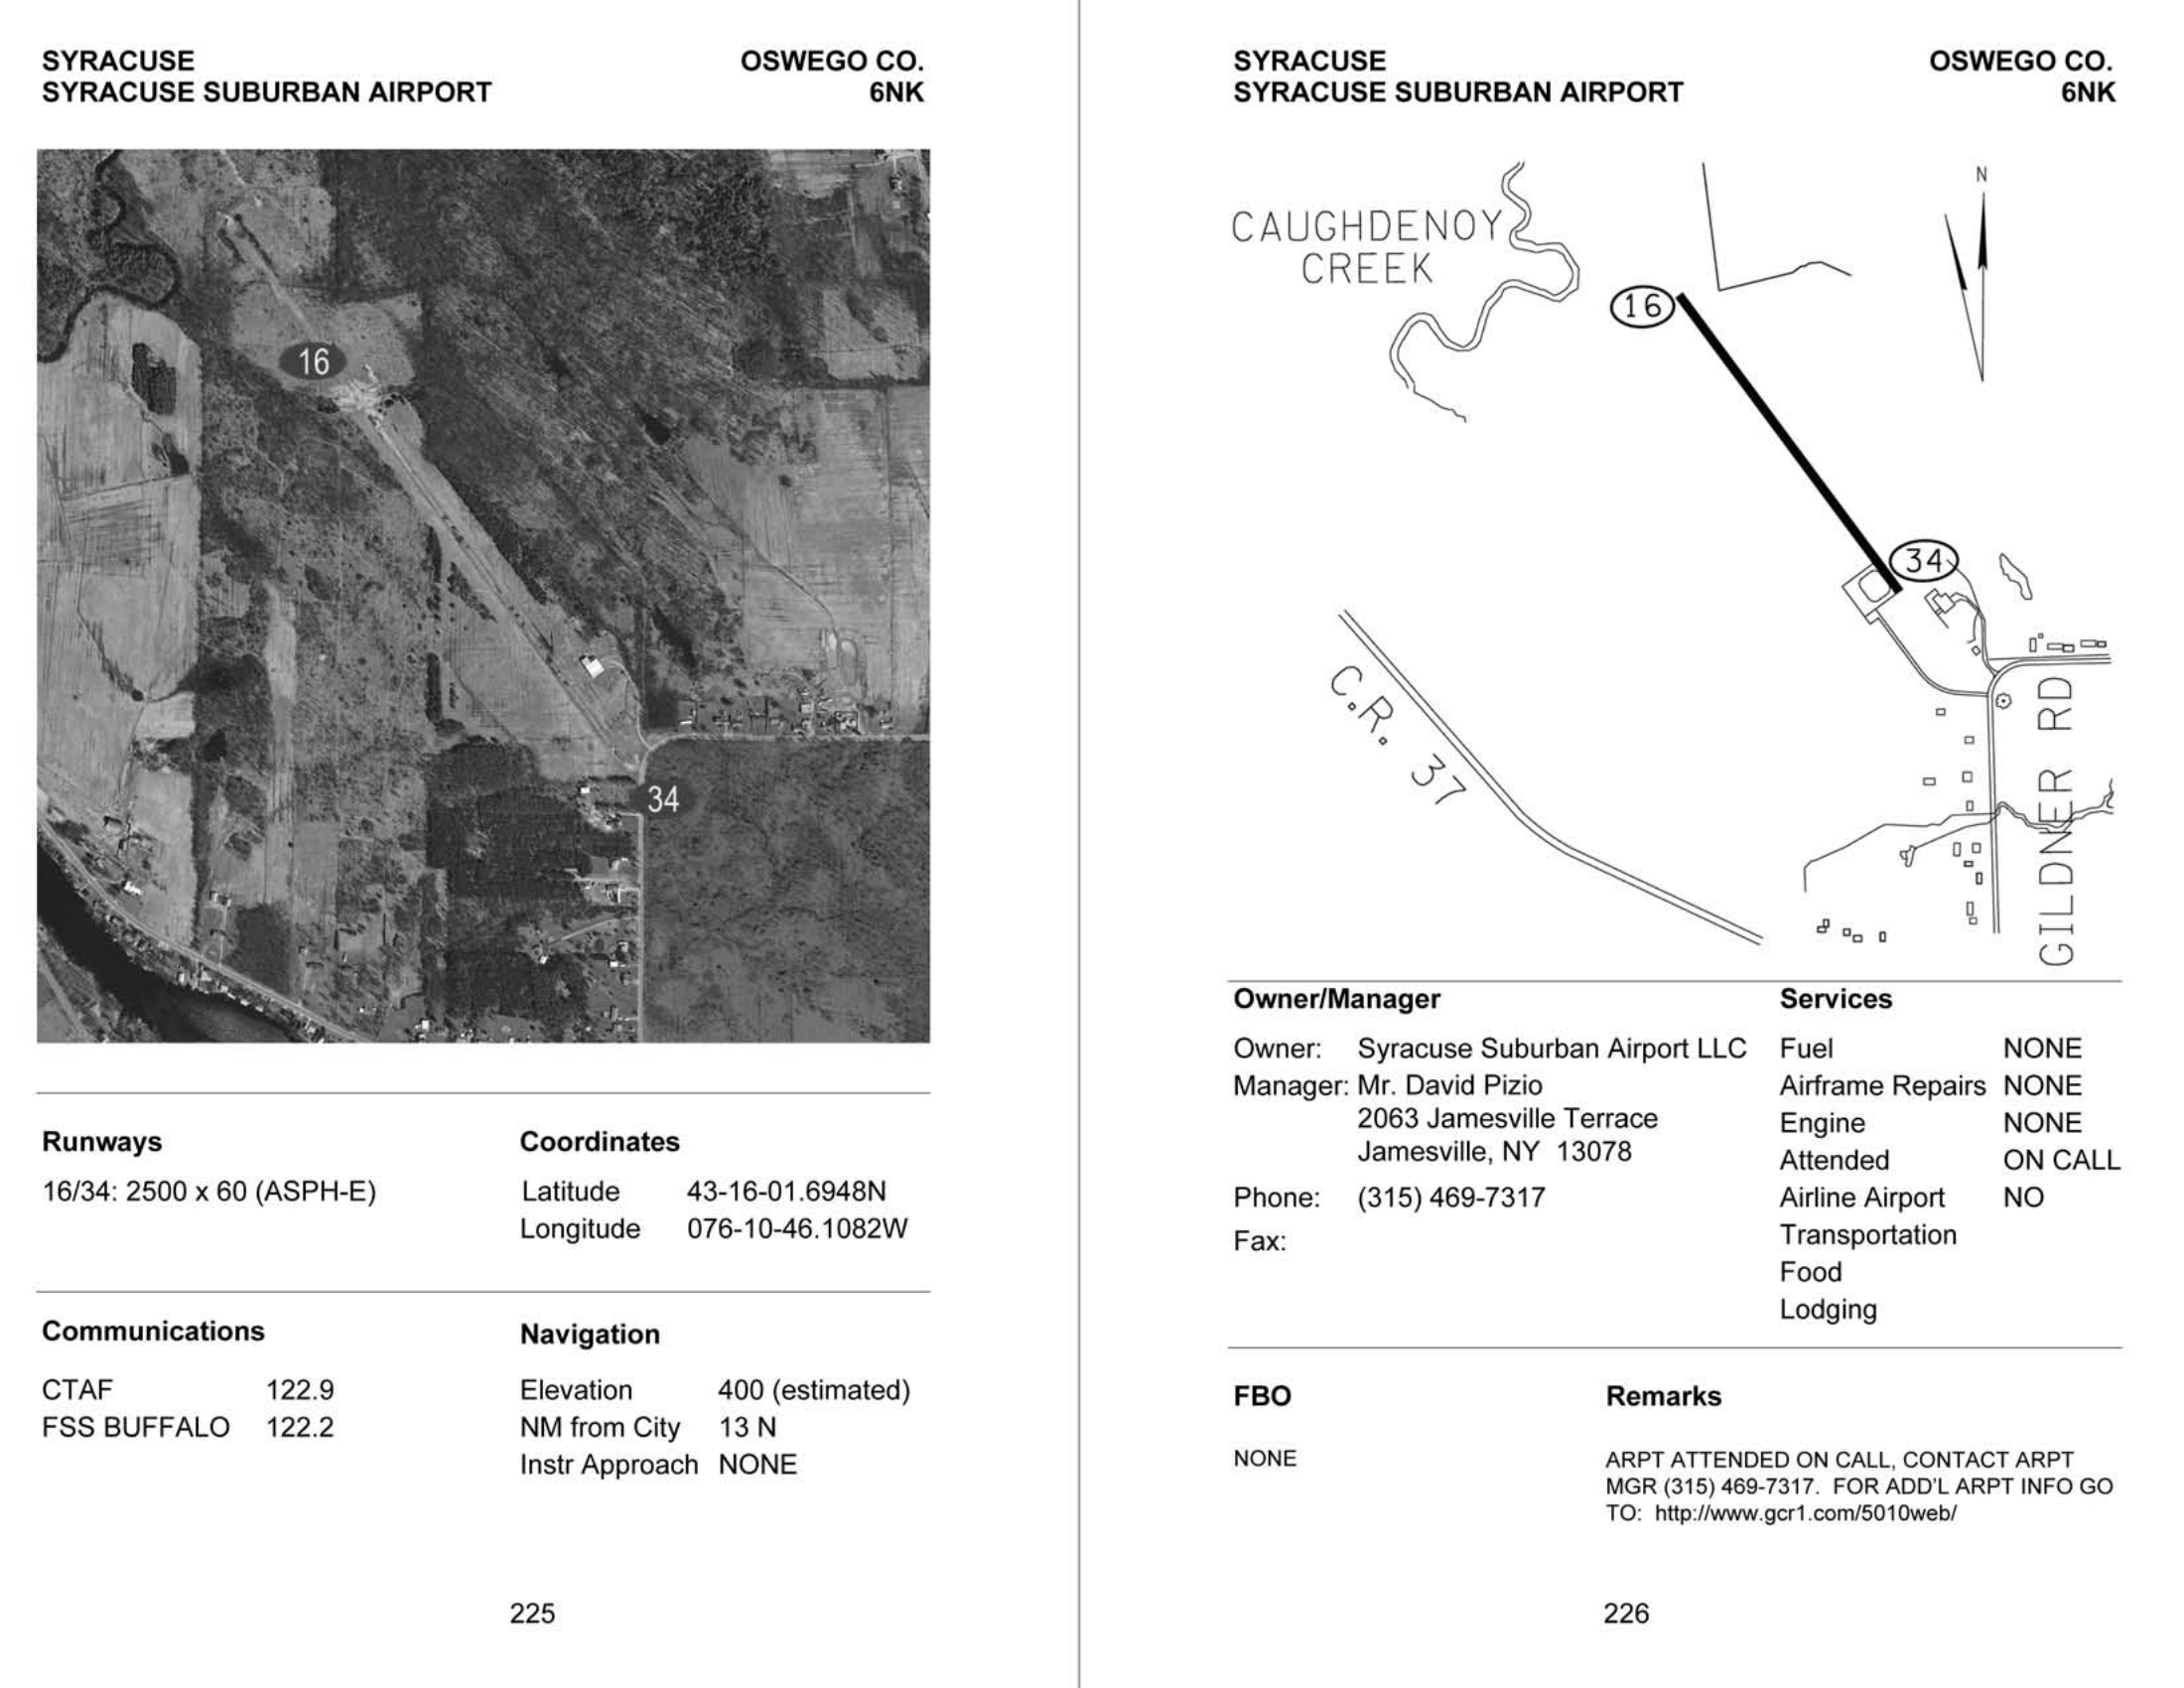 SYRACUSE
OSWEGO CO.
SYRACUSE SUBURBAN AIRPORT
6NK
16
34
Runways
16/34: 2500 x 60 (ASPH-E)
Coordinates
Latitude 43-16-01.6948N
Longitude 076-10-46.1082W
Communications
CTAF 122.9
FSS BUFFALO 122.2
Navigation
Elevation 400 (estimated)
NM from City 13 N
Instr Approach NONE
225
SYRACUSE
OSWEGO CO.
SYRACUSE SUBURBAN AIRPORT
6NK
N
CAUGHDENOY
CREEK
16
34
C.R. 37
GILDNER RD
Owner/Manager
Owner: Syracuse Suburban Airport LLC
Manager: Mr. David Pizio
2063 Jamesville Terrace
Jamesville, NY 13078
Phone: (315) 469-7317
Fax:
Services
Fuel NONE
Airframe Repairs NONE
Engine NONE
Attended ON CALL
Airline Airport NO
Transportation
Food
Lodging
FBO
NONE
Remarks
ARPT ATTENDED ON CALL, CONTACT ARPT
MGR (315) 469-7317. FOR ADD'L ARPT INFO GO
TO: http://www.gcr1.com/5010web/
226